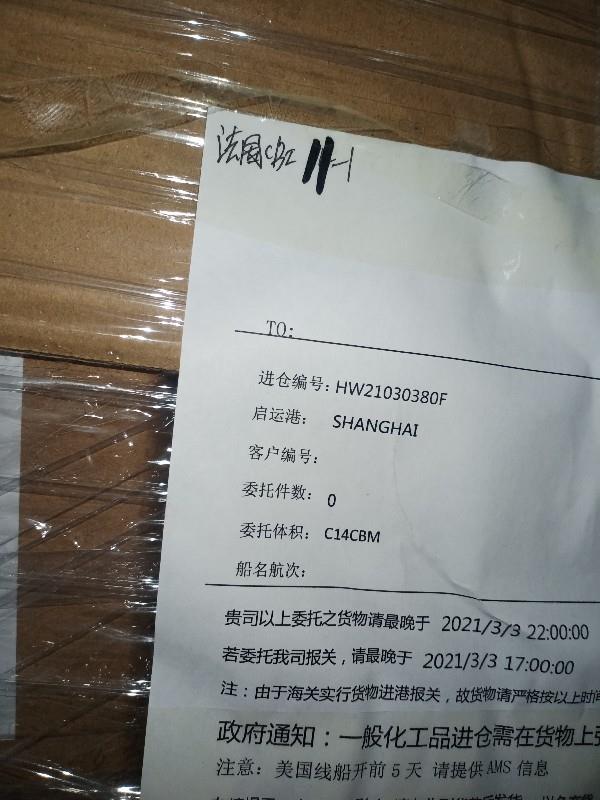 法国 11-1
TO:
进仓编号: HW21030380F
启运港: SHANGHAI
客户编号:
委托件数: 0
委托体积: C14CBM
船名航次:
贵司以上委托之货物请最晚于 2021/3/3 22:00:00
若委托我司报关，请最晚于 2021/3/3 17:00:00
注：由于海关实行货物进港报关，故货物请严格按以上时间
政府通知：一般化工品进仓需在货物上
注意：美国线船开前5天 请提供AMS信息